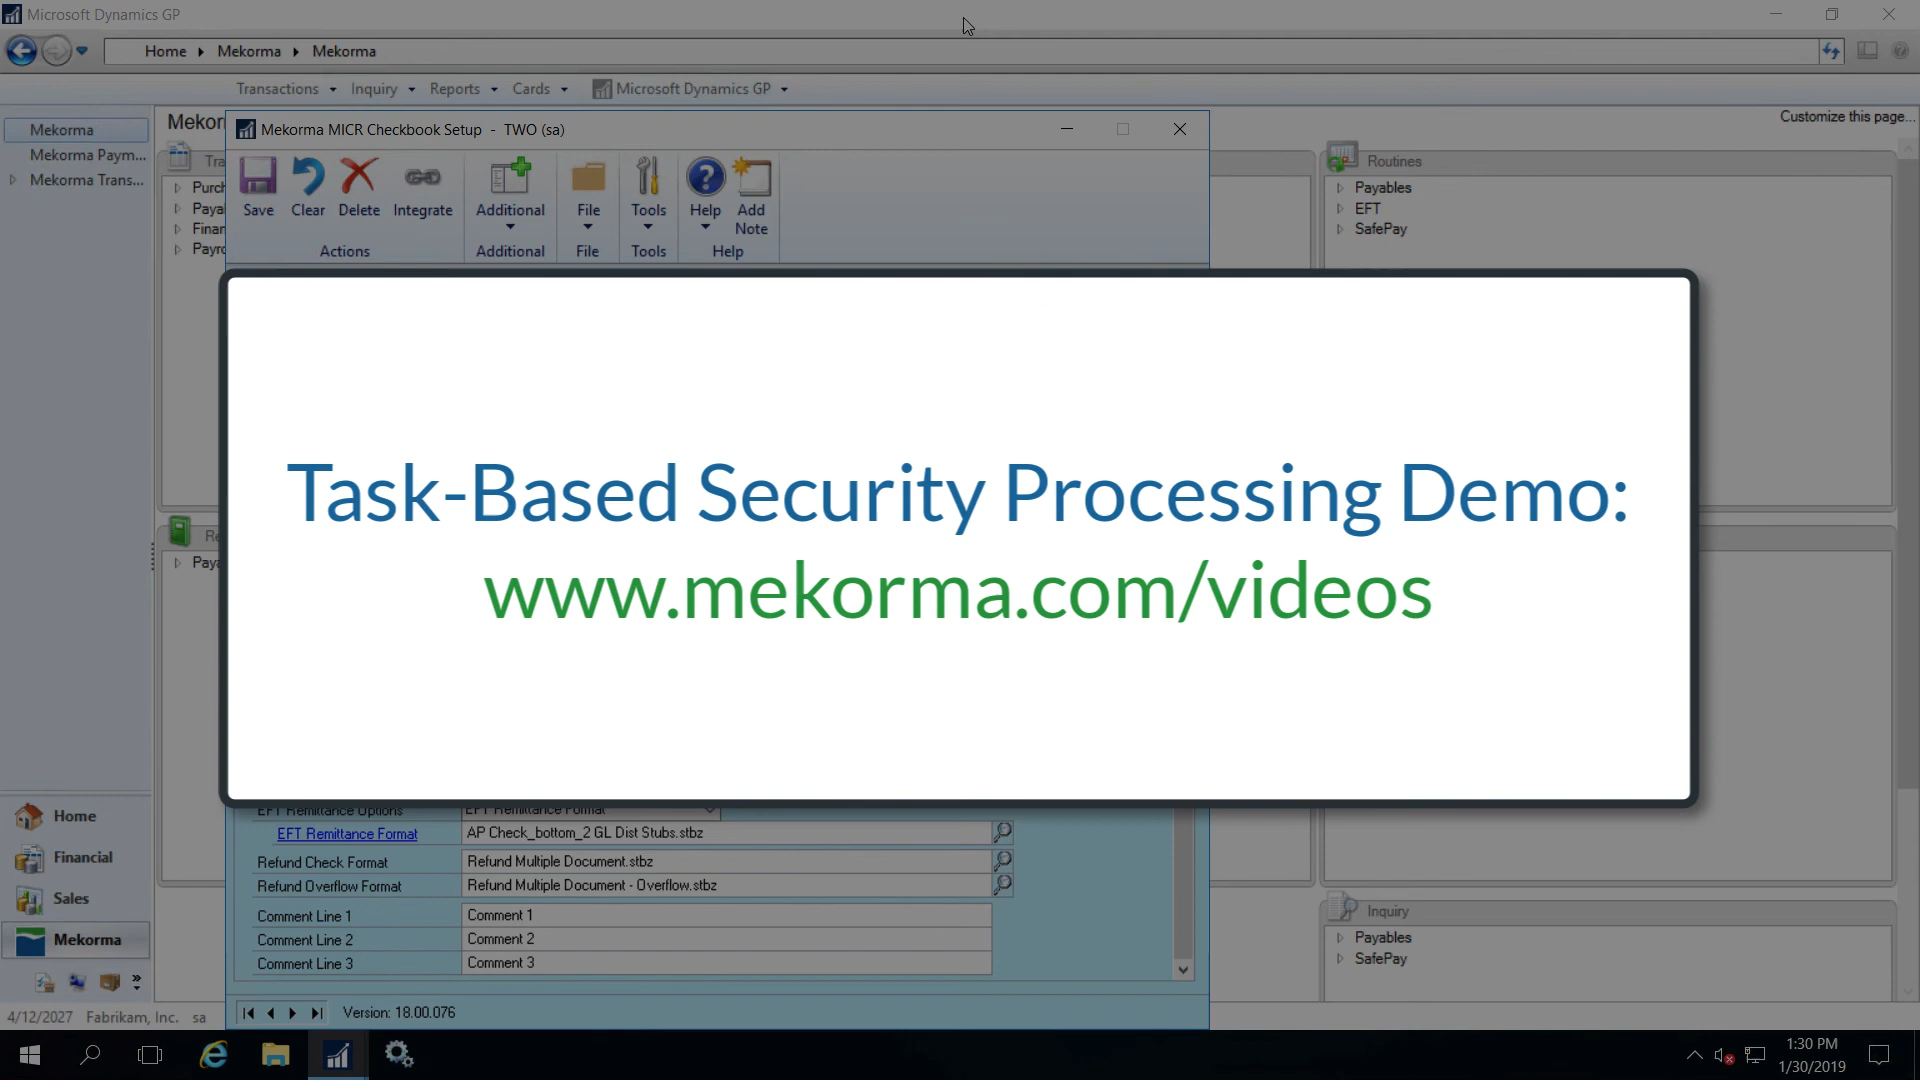 Microsoft Dynamics GP
Home Mekorma Mekorma
Transactions Inquiry Reports Cards Microsoft Dynamics GP
Customize this page...
Mekorma
Mekorma Paym...
Mekorma Trans...
Mekorma MICR Checkbook Setup - TWO (sa)
Save Clear Delete Integrate Additional File Tools Help Add Note
Actions Additional File Tools Help
Routines
Payables
EFT
SafePay
Task-Based Security Processing Demo:
www.mekorma.com/videos
EFT Remittance Options EFT Remittance Format
EFT Remittance Format AP Check_bottom_2 GL Dist Stubs.stbz
Refund Check Format Refund Multiple Document.stbz
Refund Overflow Format Refund Multiple Document - Overflow.stbz
Comment Line 1 Comment 1
Comment Line 2 Comment 2
Comment Line 3 Comment 3
Version: 18.00.076
Home
Financial
Sales
Mekorma
Inquiry
Payables
SafePay
4/12/2027 Fabrikam, Inc. sa
1:30 PM
1/30/2019